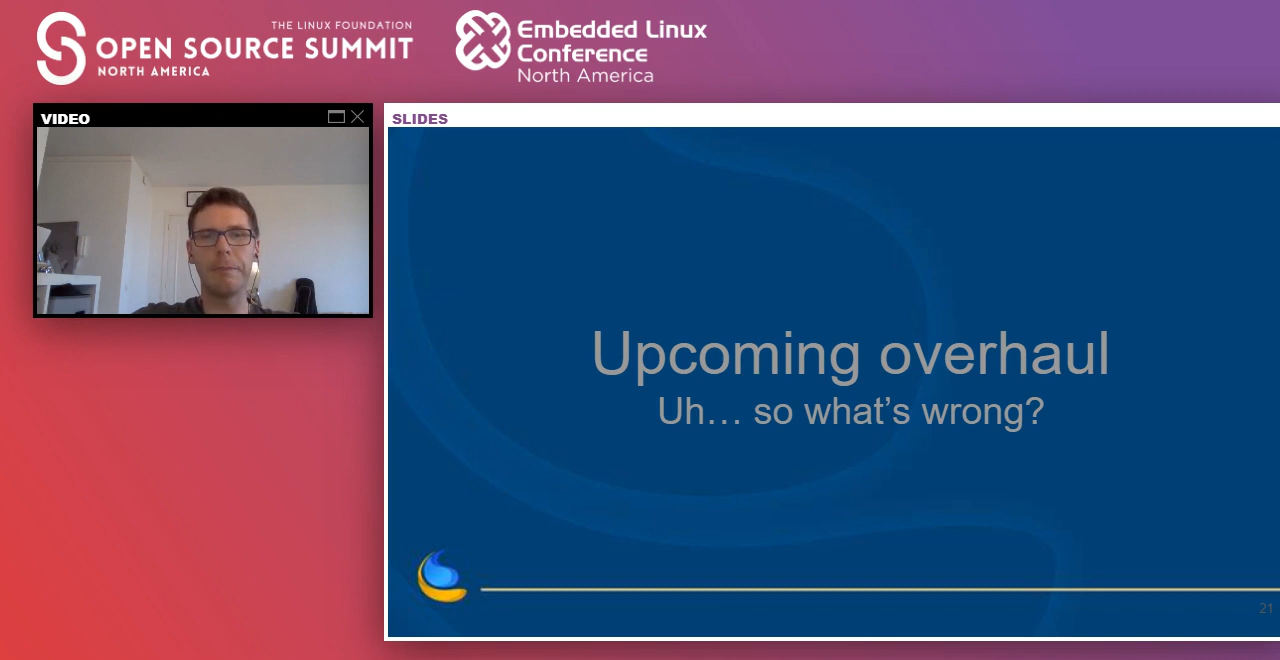 THE LINUX FOUNDATION
OPEN SOURCE SUMMIT
NORTH AMERICA
Embedded Linux
Conference
North America
VIDEO
SLIDES
Upcoming overhaul
Uh… so what’s wrong?
21